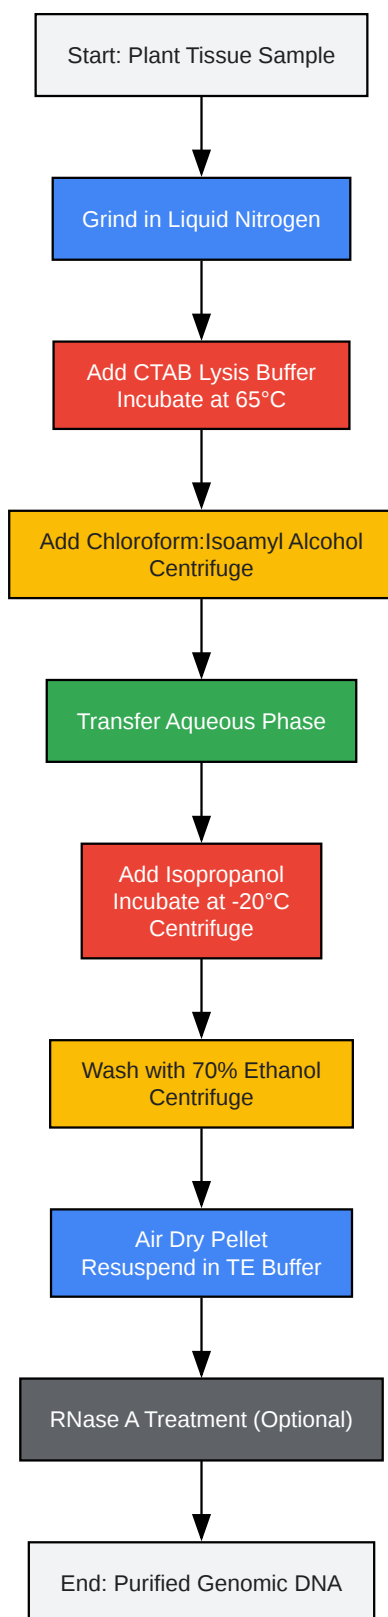 Start: Plant Tissue Sample
Grind in Liquid Nitrogen
Add CTAB Lysis Buffer
Incubate at 65°C
Add Chloroform:Isoamyl Alcohol
Centrifuge
Transfer Aqueous Phase
Add Isopropanol
Incubate at -20°C
Centrifuge
Wash with 70% Ethanol
Centrifuge
Air Dry Pellet
Resuspend in TE Buffer
RNase A Treatment (Optional)
End: Purified Genomic DNA